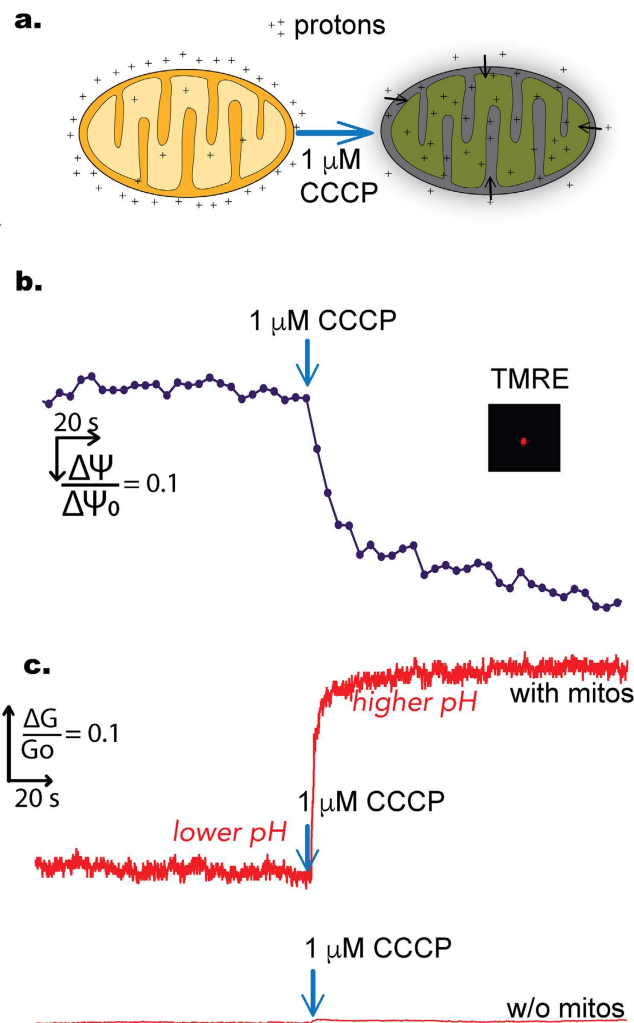 a.
+ + + protons
1 μM
CCCP
b.
1 μM CCCP
TMRE
20 s
ΔΨ
ΔΨ₀ = 0.1
c.
higher pH
with mitos
ΔG
Go = 0.1
20 s
1 μM CCCP
lower pH
1 μM CCCP
w/o mitos